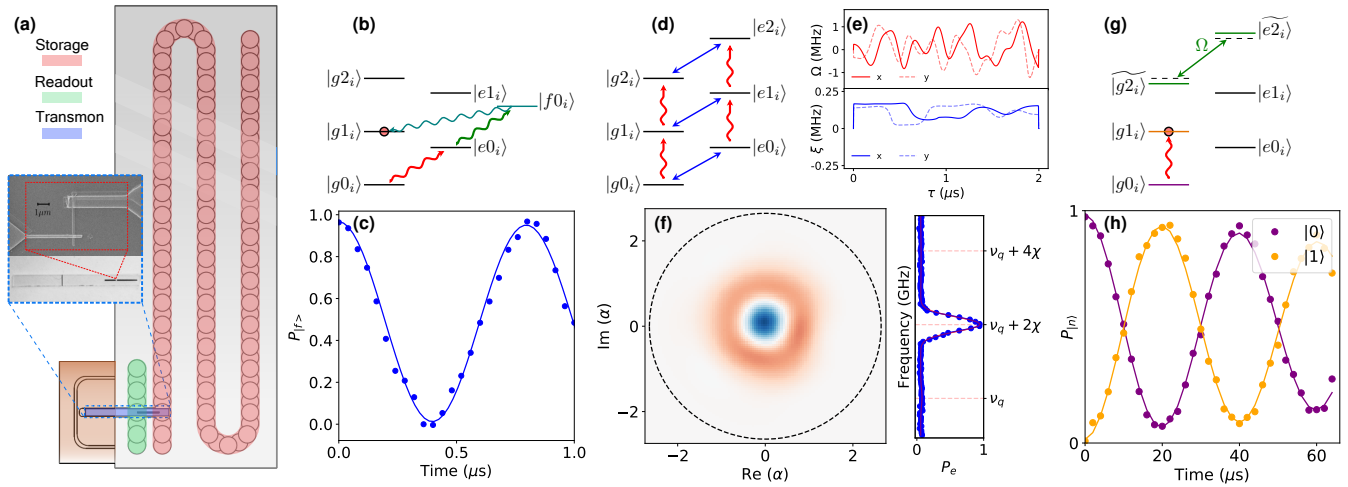 (a)
Storage
Readout
Transmon
1μm
(b)
|g2ᵢ⟩
|e1ᵢ⟩
|f0ᵢ⟩
|g1ᵢ⟩
|e0ᵢ⟩
|g0ᵢ⟩
(c)
P|f>
1.0
0.8
0.6
0.4
0.2
0.0
0.0
0.5
1.0
Time (μs)
(d)
|e2ᵢ⟩
|g2ᵢ⟩
|e1ᵢ⟩
|g1ᵢ⟩
|e0ᵢ⟩
|g0ᵢ⟩
(e)
Ω (MHz)
1
0
-1
x
y
ξ (MHz)
0.25
0
-0.25
x
y
0
1
2
τ (μs)
(f)
Im (α)
2
0
−2
−2
0
2
Re (α)
Frequency (GHz)
νq + 4χ
νq + 2χ
νq
0
1
Pe
(g)
Ω
|e2ᵢ⟩
|g2ᵢ⟩
|e1ᵢ⟩
|g1ᵢ⟩
|e0ᵢ⟩
|g0ᵢ⟩
(h)
|0⟩
|1⟩
P|n⟩
1
0
0
20
40
60
Time (μs)